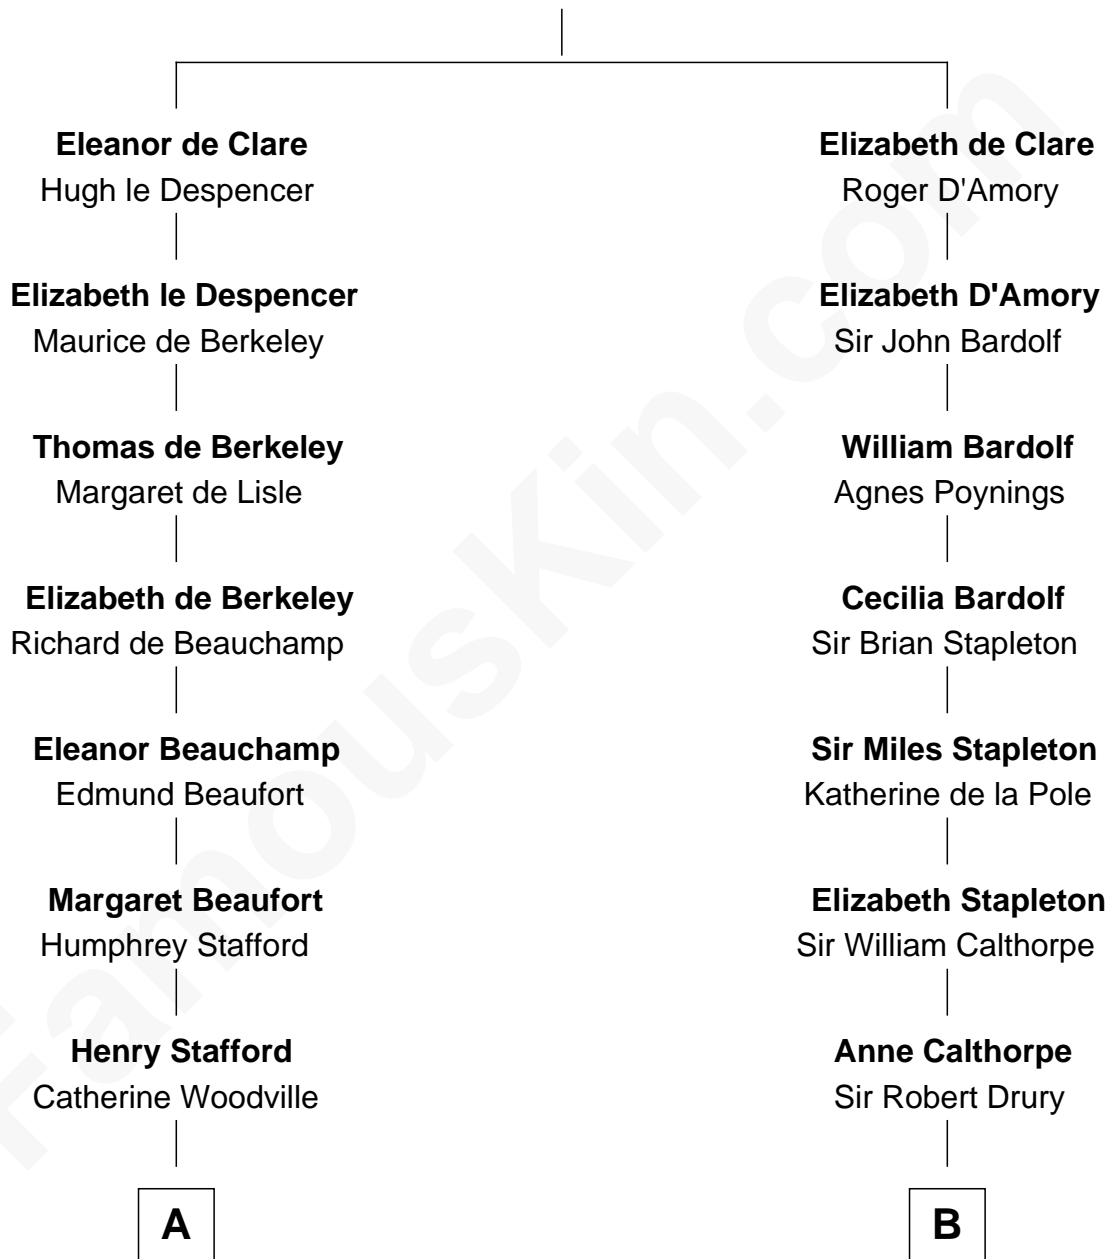 Eleanor de Clare
Hugh le Despencer
Elizabeth le Despencer
Maurice de Berkeley
Thomas de Berkeley
Margaret de Lisle
Elizabeth de Berkeley
Richard de Beauchamp
Eleanor Beauchamp
Edmund Beaufort
Margaret Beaufort
Humphrey Stafford
Henry Stafford
Catherine Woodville
A
Elizabeth de Clare
Roger D'Amory
Elizabeth D'Amory
Sir John Bardolf
William Bardolf
Agnes Poynings
Cecilia Bardolf
Sir Brian Stapleton
Sir Miles Stapleton
Katherine de la Pole
Elizabeth Stapleton
Sir William Calthorpe
Anne Calthorpe
Sir Robert Drury
B
FamousKin.com